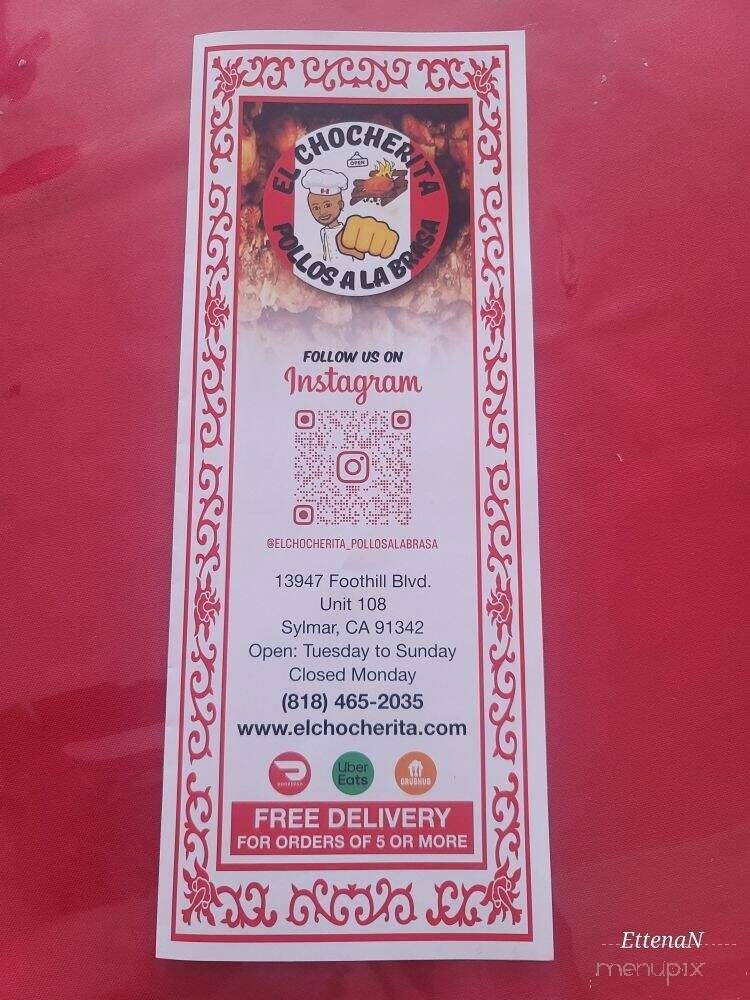 EL CHOCHERITA
OPEN
POLLOS A LA BRASA
FOLLOW US ON
Instagram
@ELCHOCHERITA_POLLOSALABRASA
13947 Foothill Blvd.
Unit 108
Sylmar, CA 91342
Open: Tuesday to Sunday
Closed Monday
(818) 465-2035
www.elchocherita.com
DOORDASH
Uber
Eats
GRUBHUB
FREE DELIVERY
FOR ORDERS OF 5 OR MORE
EttenaN
menupix